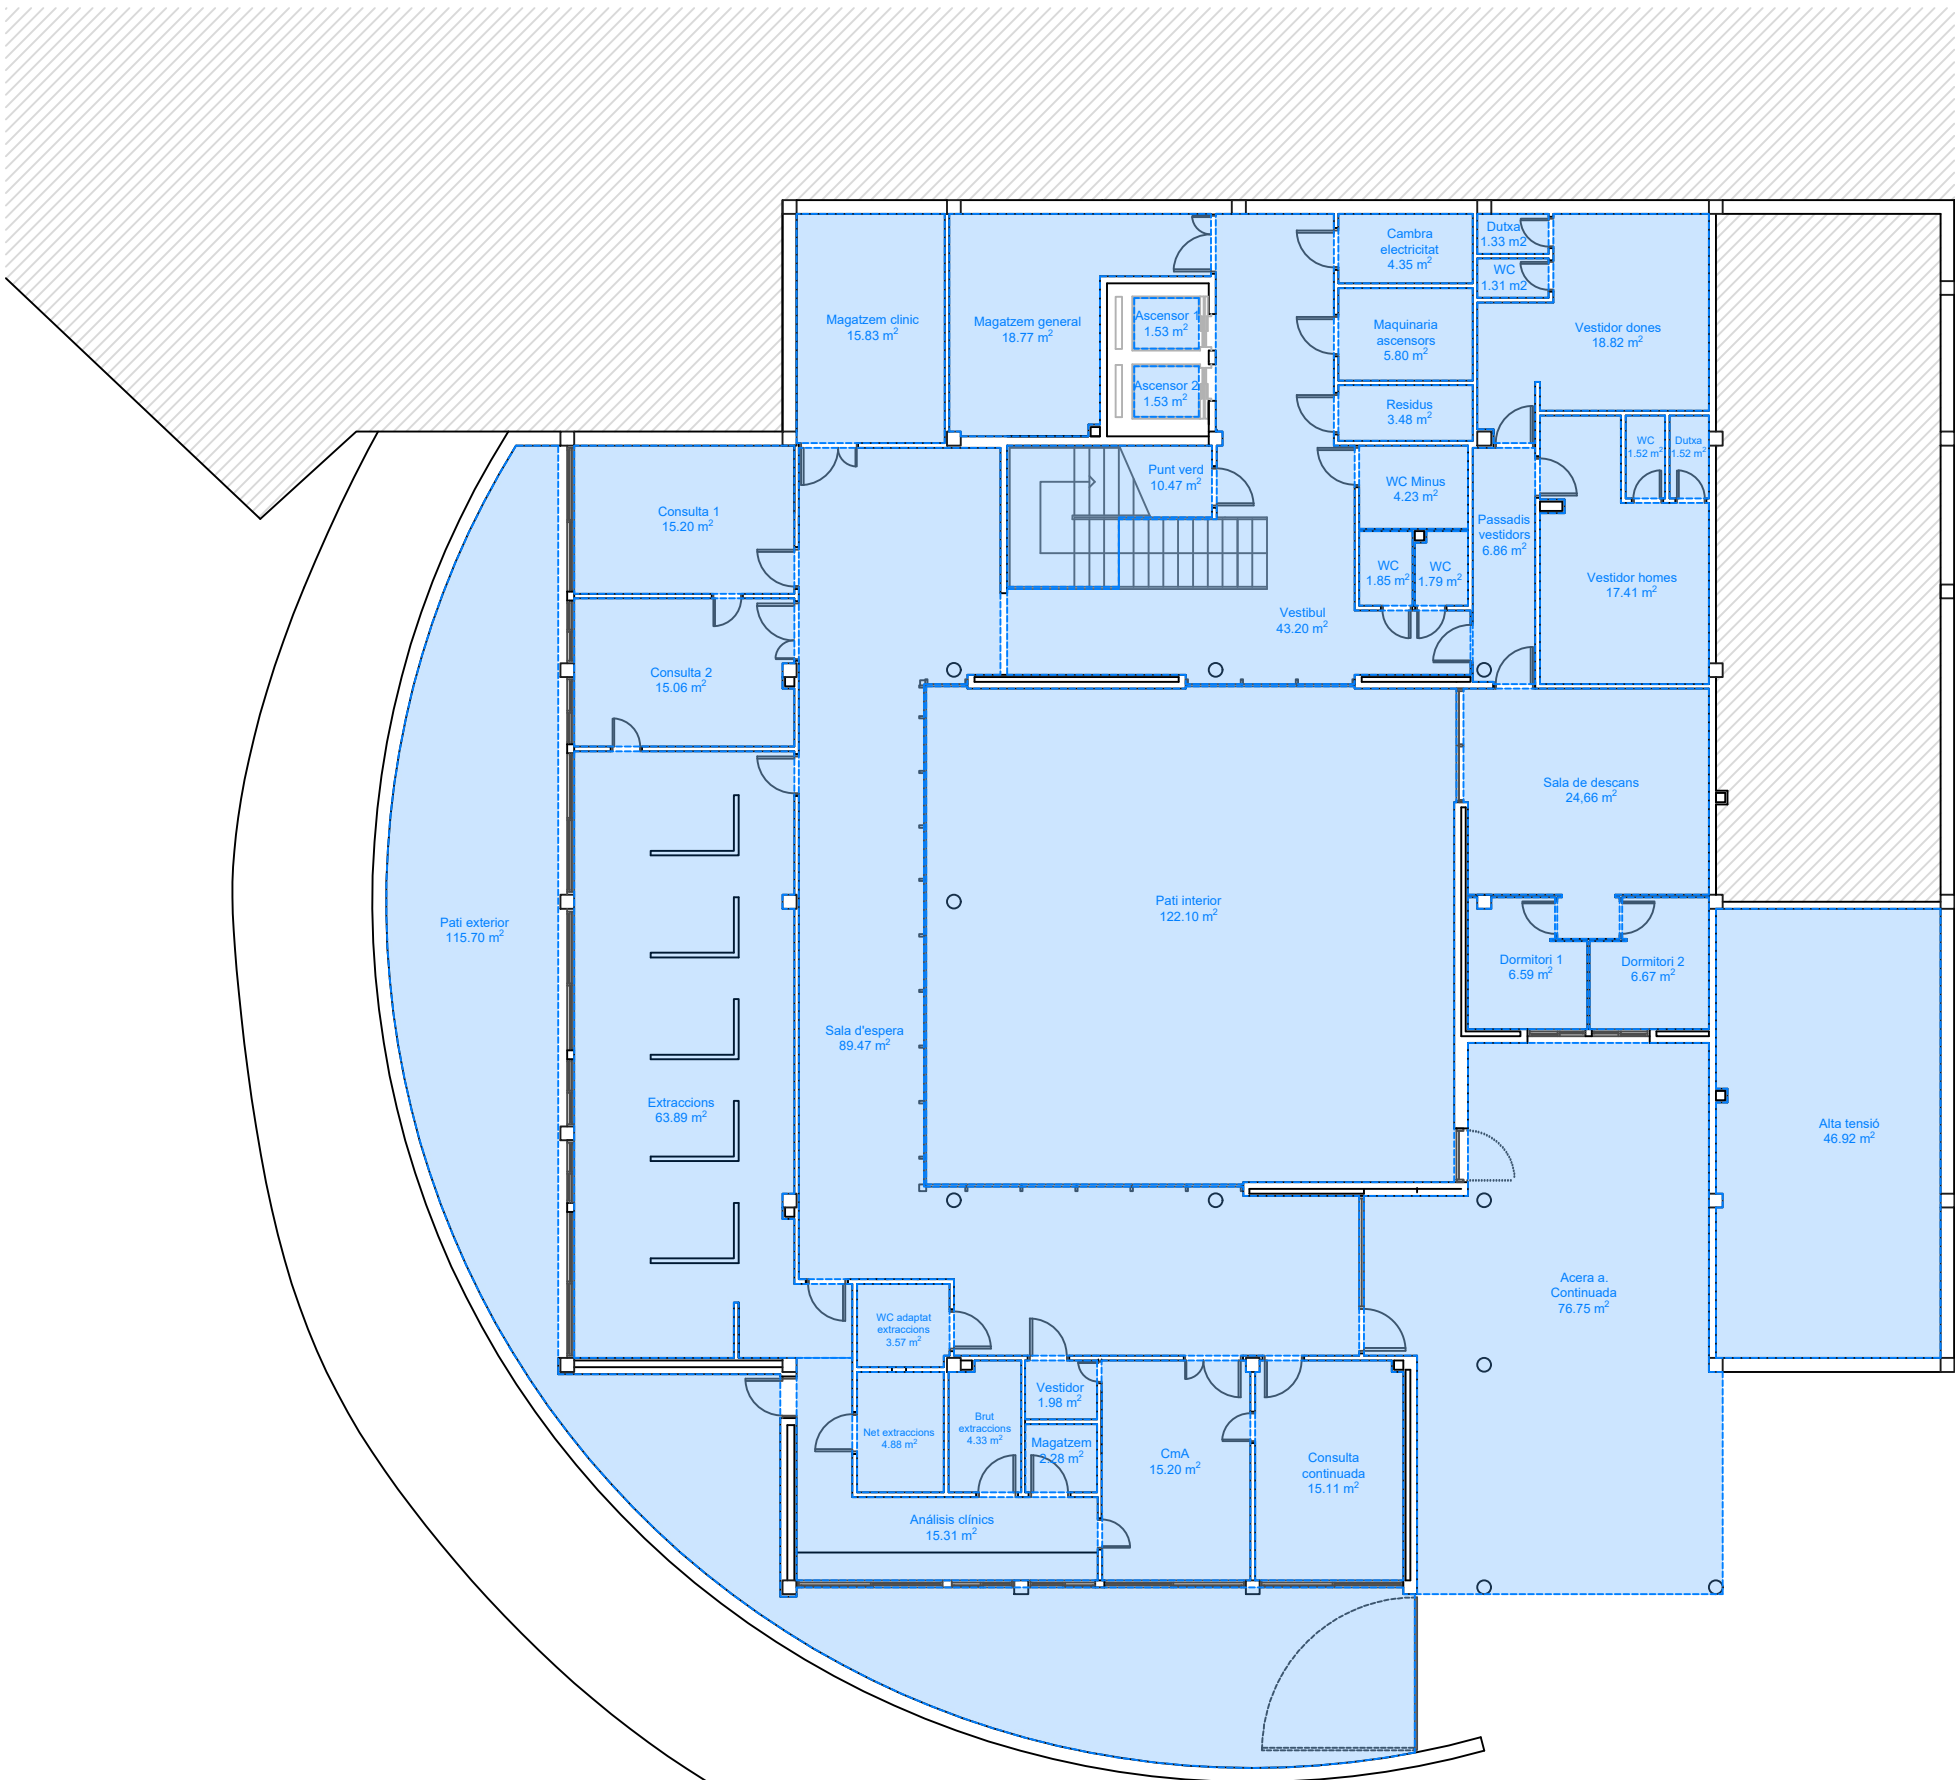 Cambra
electricitat
4.35 m²
Dutxa
1.33 m2
WC
1.31 m2
Magatzem clinic
15.83 m²
Magatzem general
18.77 m²
Ascensor 1
1.53 m²
Ascensor 2
1.53 m²
Maquinaria
ascensors
5.80 m²
Vestidor dones
18.82 m²
Residus
3.48 m²
WC
1.52 m²
Dutxa
1.52 m²
Punt verd
10.47 m²
WC Minus
4.23 m²
Consulta 1
15.20 m²
Passadis
vestidors
6.86 m²
WC
1.85 m²
WC
1.79 m²
Vestidor homes
17.41 m²
Vestibul
43.20 m²
Consulta 2
15.06 m²
Sala de descans
24,66 m²
Pati exterior
115.70 m²
Pati interior
122.10 m²
Dormitori 1
6.59 m²
Dormitori 2
6.67 m²
Sala d'espera
89.47 m²
Extraccions
63.89 m²
Alta tensió
46.92 m²
Acera a.
Continuada
76.75 m²
WC adaptat
extraccions
3.57 m²
Vestidor
1.98 m²
Net extraccions
4.88 m²
Brut
extraccions
4.33 m²
Magatzem
2.28 m²
CmA
15.20 m²
Consulta
continuada
15.11 m²
Análisis clínics
15.31 m²